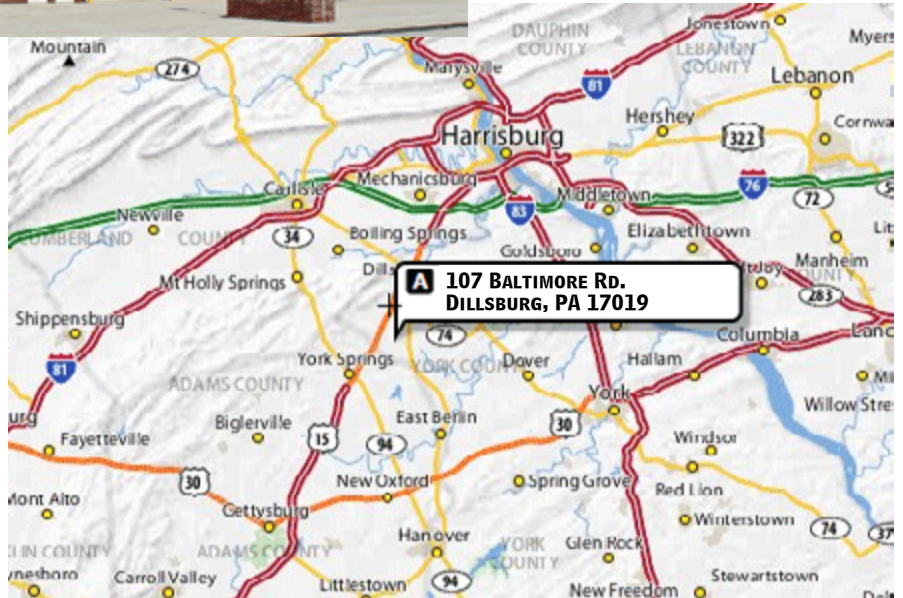 DAUPHIN
COUNTY
Jonestown
Mountain
LEBANON
COUNTY
274
Marysville
81
Lebanon
Hershey
Harrisburg
322
Carlisle
Mechanicsburg
76
Middletown
72
Newville
83
34
Boiling Springs
Elizabethtown
CUMBERLAND COUNTY
Goldsboro
Manheim
Mt Holly Springs
A 107 BALTIMORE RD.
DILLSBURG, PA 17019
COUNTY
283
Shippensburg
74
Columbia
York Springs
YORK COUNTY
Dover
Hallam
81
ADAMS COUNTY
York
Willow
Biglerville
East Berlin
30
Fayetteville
15
94
Windsor
30
New Oxford
Spring Grove
Red Lion
Mont Alto
Gettysburg
Winterstown
74
Hanover
ADAMS COUNTY
YORK
COUNTY
Glen Rock
Carroll Valley
94
Stewartstown
Littlestown
New Freedom